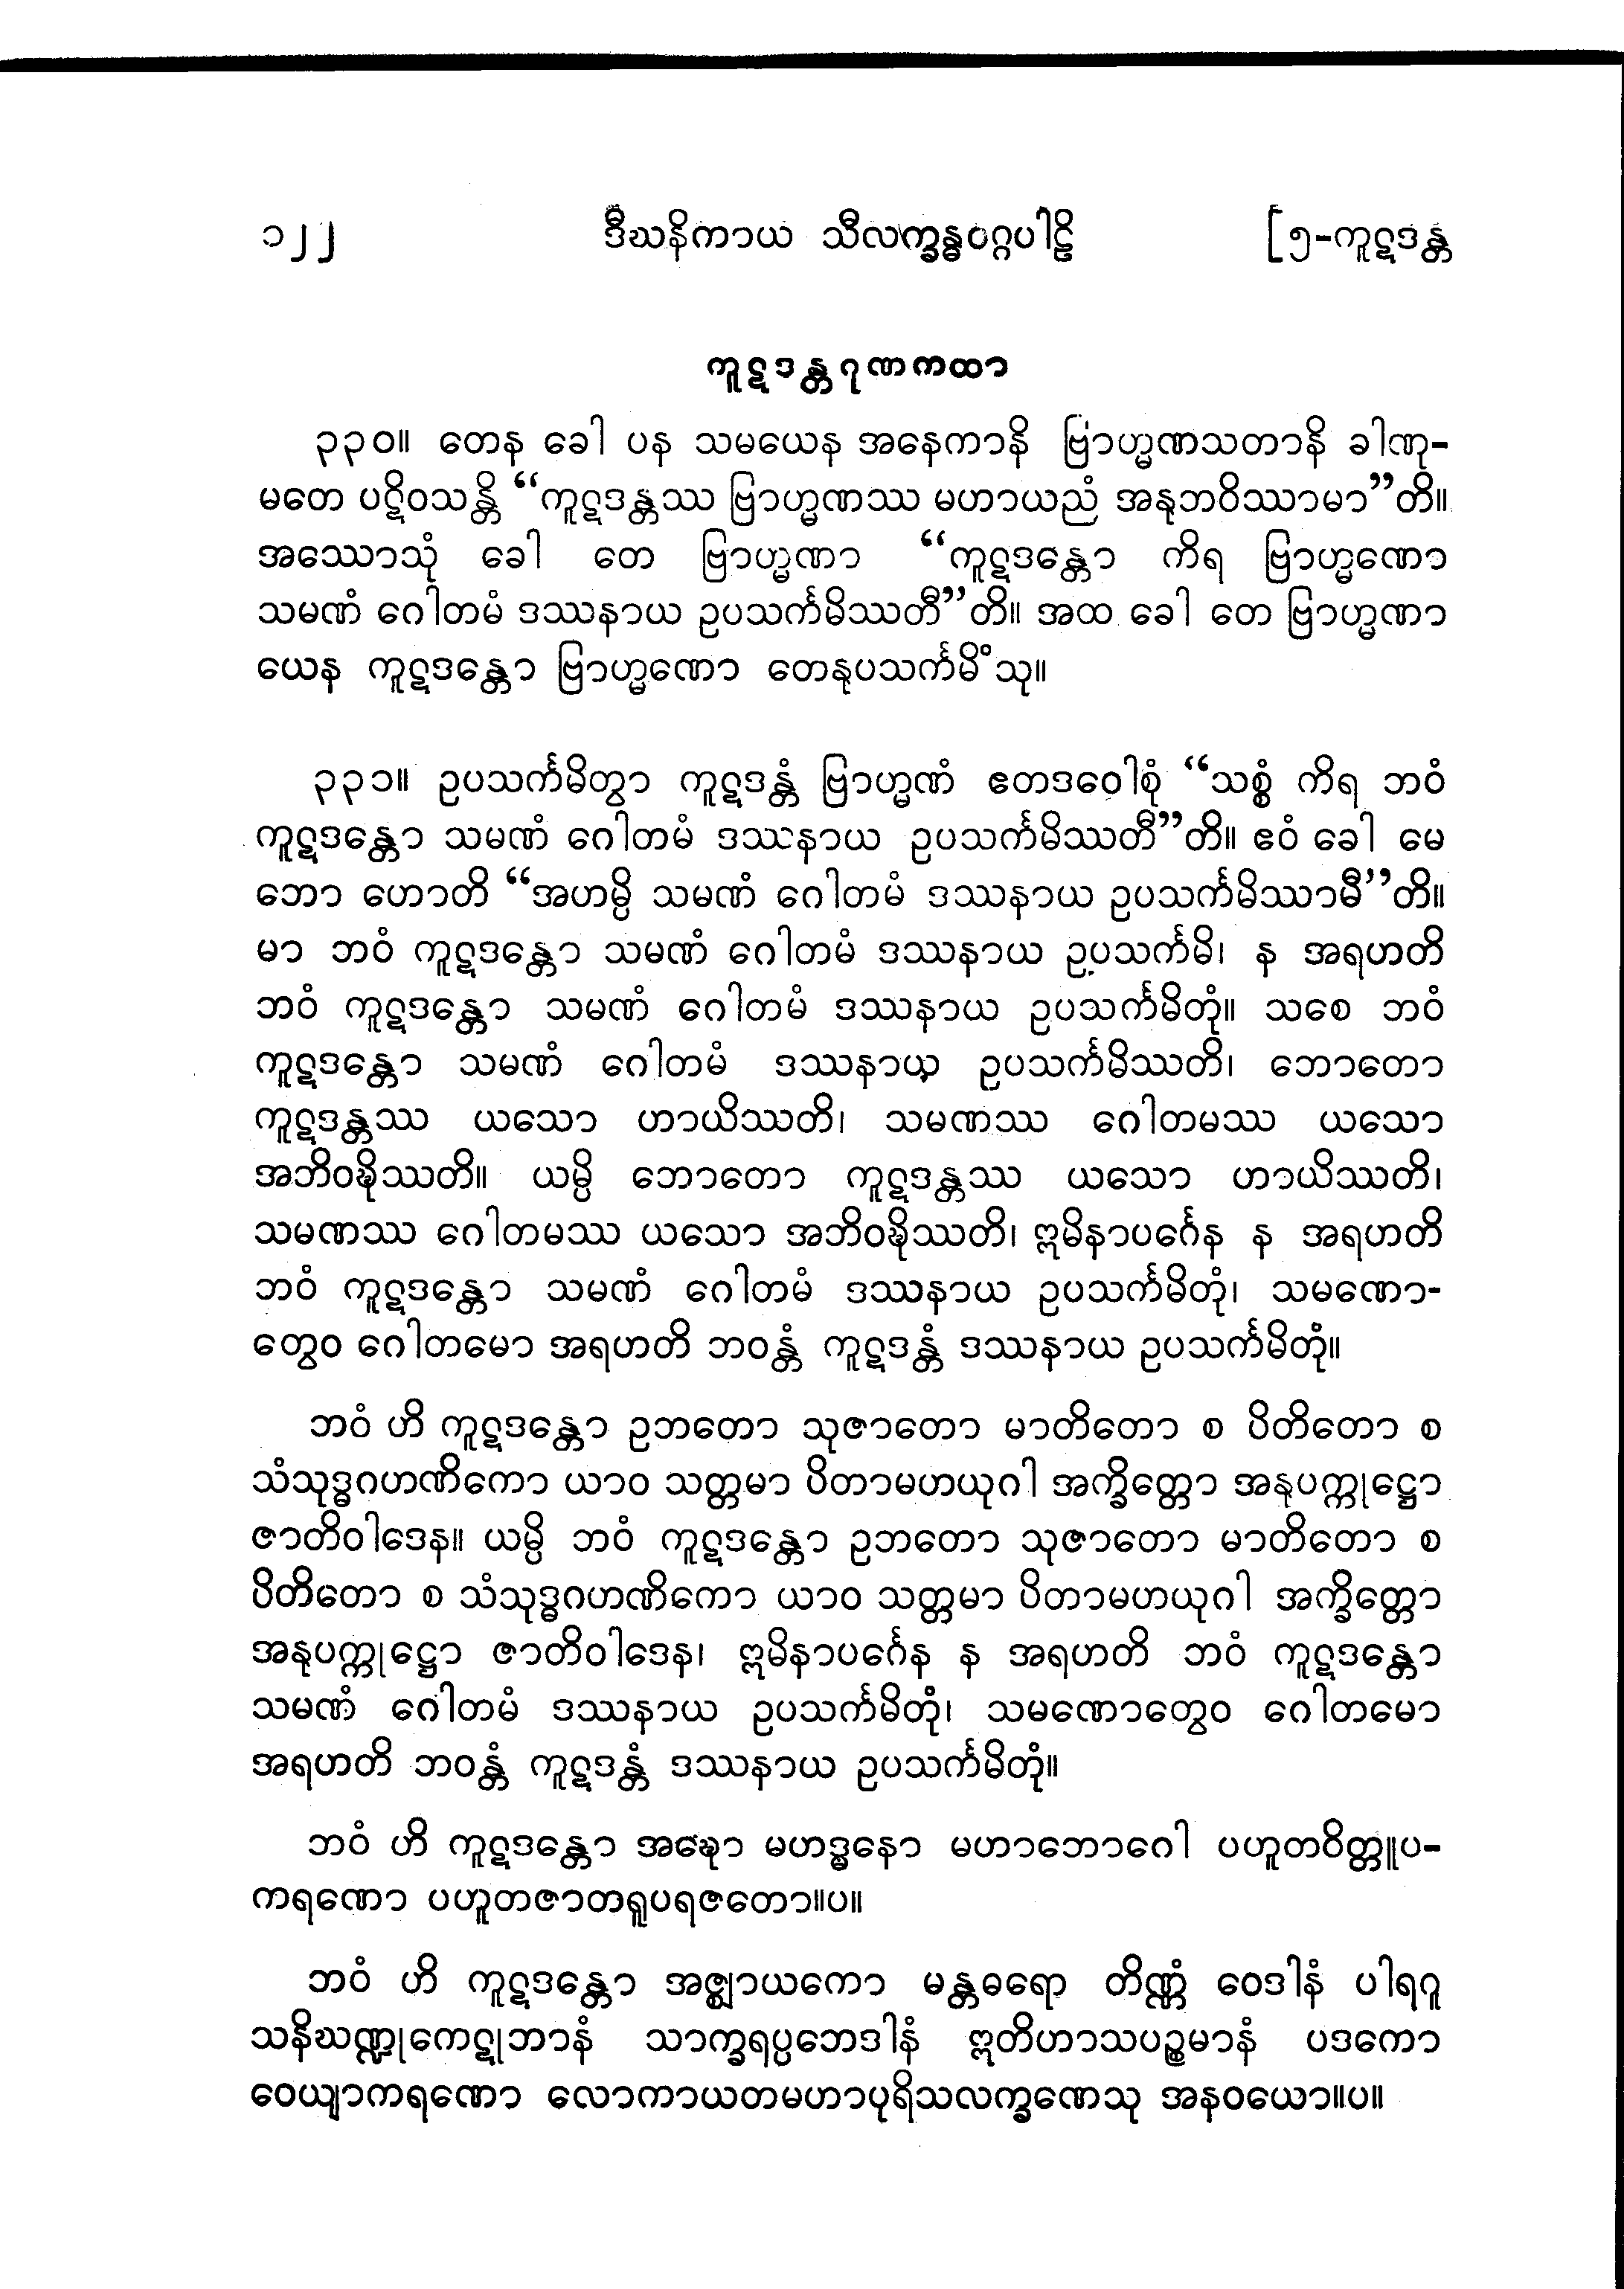 ၁၂၂ ဒီဃနိကာယ သီလက္ခန္ဓဝဂ္ဂပါဠိ [၅-ကူဋဒန္တ
ကူဋဒန္တဂုဏကထာ
၃၃၀။ တေန ခေါ ပန သမယေန အနေကာနိ ဗြာဟ္မဏသတာနိ ခါဏု-
မတေ ပဋိဝသန္တိ “ကူဋဒန္တဿ ဗြာဟ္မဏဿ မဟာယညံ အနုဘဝိဿာမာ”တိ။
အဿောသုံ ခေါ တေ ဗြာဟ္မဏာ “ကူဋဒန္တော ကိရ ဗြာဟ္မဏော
သမဏံ ဂေါတမံ ဒဿနာယ ဥပသင်္ကမိဿတီ”တိ။ အထ ခေါ တေ ဗြာဟ္မဏာ
ယေန ကူဋဒန္တော ဗြာဟ္မဏော တေနုပသင်္ကမိံသု။
၃၃၁။ ဥပသင်္ကမိတွာ ကူဋဒန္တံ ဗြာဟ္မဏံ ဧတဒဝေါစုံ “သစ္စံ ကိရ ဘဝံ
ကူဋဒန္တော သမဏံ ဂေါတမံ ဒဿနာယ ဥပသင်္ကမိဿတီ”တိ။ ဧဝံ ခေါ မေ
ဘော ဟောတိ “အဟမ္ပိ သမဏံ ဂေါတမံ ဒဿနာယ ဥပသင်္ကမိဿာမီ”တိ။
မာ ဘဝံ ကူဋဒန္တော သမဏံ ဂေါတမံ ဒဿနာယ ဥပသင်္ကမိ၊ န အရဟတိ
ဘဝံ ကူဋဒန္တော သမဏံ ဂေါတမံ ဒဿနာယ ဥပသင်္ကမိတုံ။ သစေ ဘဝံ
ကူဋဒန္တော သမဏံ ဂေါတမံ ဒဿနာယ ဥပသင်္ကမိဿတိ၊ ဘောတော
ကူဋဒန္တဿ ယသော ဟာယိဿတိ၊ သမဏဿ ဂေါတမဿ ယသော
အဘိဝဍ္ဎိဿတိ။ ယမ္ပိ ဘောတော ကူဋဒန္တဿ ယသော ဟာယိဿတိ၊
သမဏဿ ဂေါတမဿ ယသော အဘိဝဍ္ဎိဿတိ၊ ဣမိနာပင်္ဂေန န အရဟတိ
ဘဝံ ကူဋဒန္တော သမဏံ ဂေါတမံ ဒဿနာယ ဥပသင်္ကမိတုံ၊ သမဏော-
တွေဝ ဂေါတမော အရဟတိ ဘဝန္တံ ကူဋဒန္တံ ဒဿနာယ ဥပသင်္ကမိတုံ။
ဘဝံ ဟိ ကူဋဒန္တော ဥဘတော သုဇာတော မာတိတော စ ပိတိတော စ
သံသုဒ္ဓဂဟဏိကော ယာဝ သတ္တမာ ပိတာမဟယုဂါ အက္ခိတ္တော အနုပက္ကုဋ္ဌော
ဇာတိဝါဒေန။ ယမ္ပိ ဘဝံ ကူဋဒန္တော ဥဘတော သုဇာတော မာတိတော စ
ပိတိတော စ သံသုဒ္ဓဂဟဏိကော ယာဝ သတ္တမာ ပိတာမဟယုဂါ အက္ခိတ္တော
အနုပက္ကုဋ္ဌော ဇာတိဝါဒေန၊ ဣမိနာပင်္ဂေန န အရဟတိ ဘဝံ ကူဋဒန္တော
သမဏံ ဂေါတမံ ဒဿနာယ ဥပသင်္ကမိတုံ၊ သမဏောတွေဝ ဂေါတမော
အရဟတိ ဘဝန္တံ ကူဋဒန္တံ ဒဿနာယ ဥပသင်္ကမိတုံ။
ဘဝံ ဟိ ကူဋဒန္တော အဍ္ဎော မဟဒ္ဓနော မဟာဘောဂေါ ပဟူတဝိတ္တူပ-
ကရဏော ပဟူတဇာတရူပရဇတော။ပ။
ဘဝံ ဟိ ကူဋဒန္တော အဇ္ဈာယကော မန္တဓရော တိဏ္ဏံ ဝေဒါနံ ပါရဂူ
သနိဃဏ္ဍုကေဋုဘာနံ သာက္ခရပ္ပဘေဒါနံ ဣတိဟာသပဉ္စမာနံ ပဒကော
ဝေယျာကရဏော လောကာယတမဟာပုရိသလက္ခဏေသု အနဝယော။ပ။